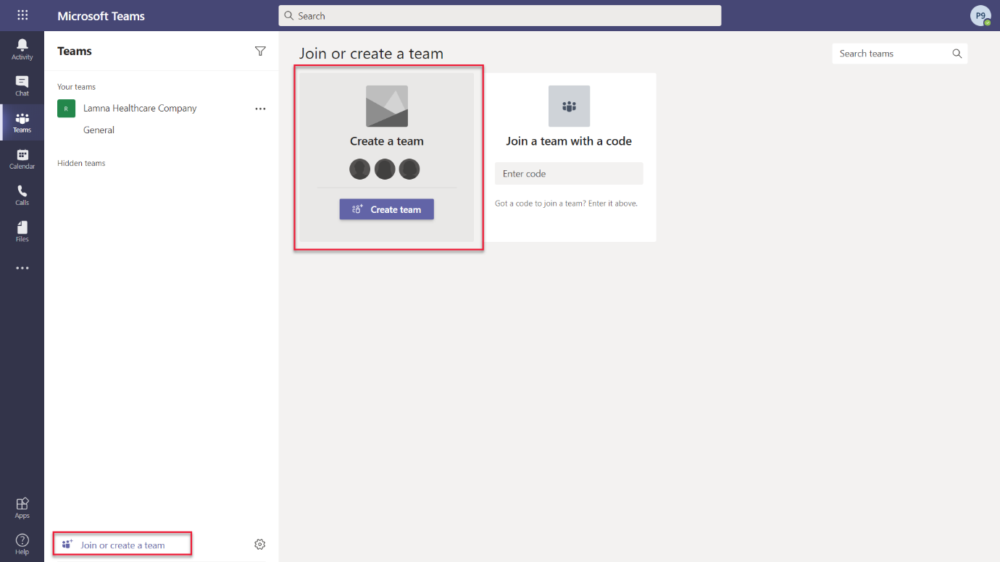 Microsoft Teams
Search
P9
Activity
Chat
Teams
Calendar
Calls
Files
Apps
Help
Teams
Your teams
R
Lamna Healthcare Company
General
Hidden teams
Join or create a team
Join or create a team
Search teams
Create a team
Create team
Join a team with a code
Enter code
Got a code to join a team? Enter it above.